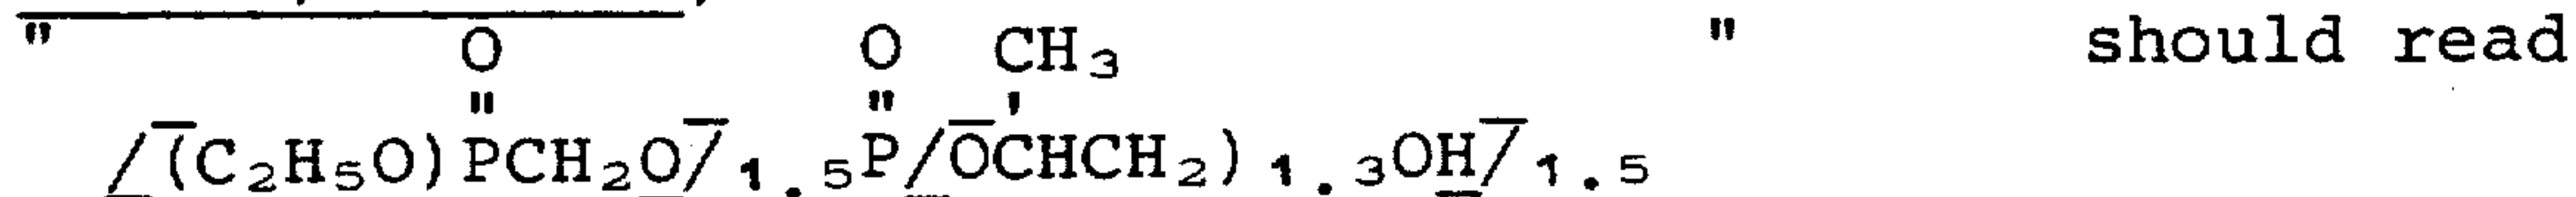 " O O CH₃ " should read
" " '
/̅(C₂H₅O)PCH₂O/̅₁.₅P/̅OCHCH₂)₁.₃OH/̅₁.₅